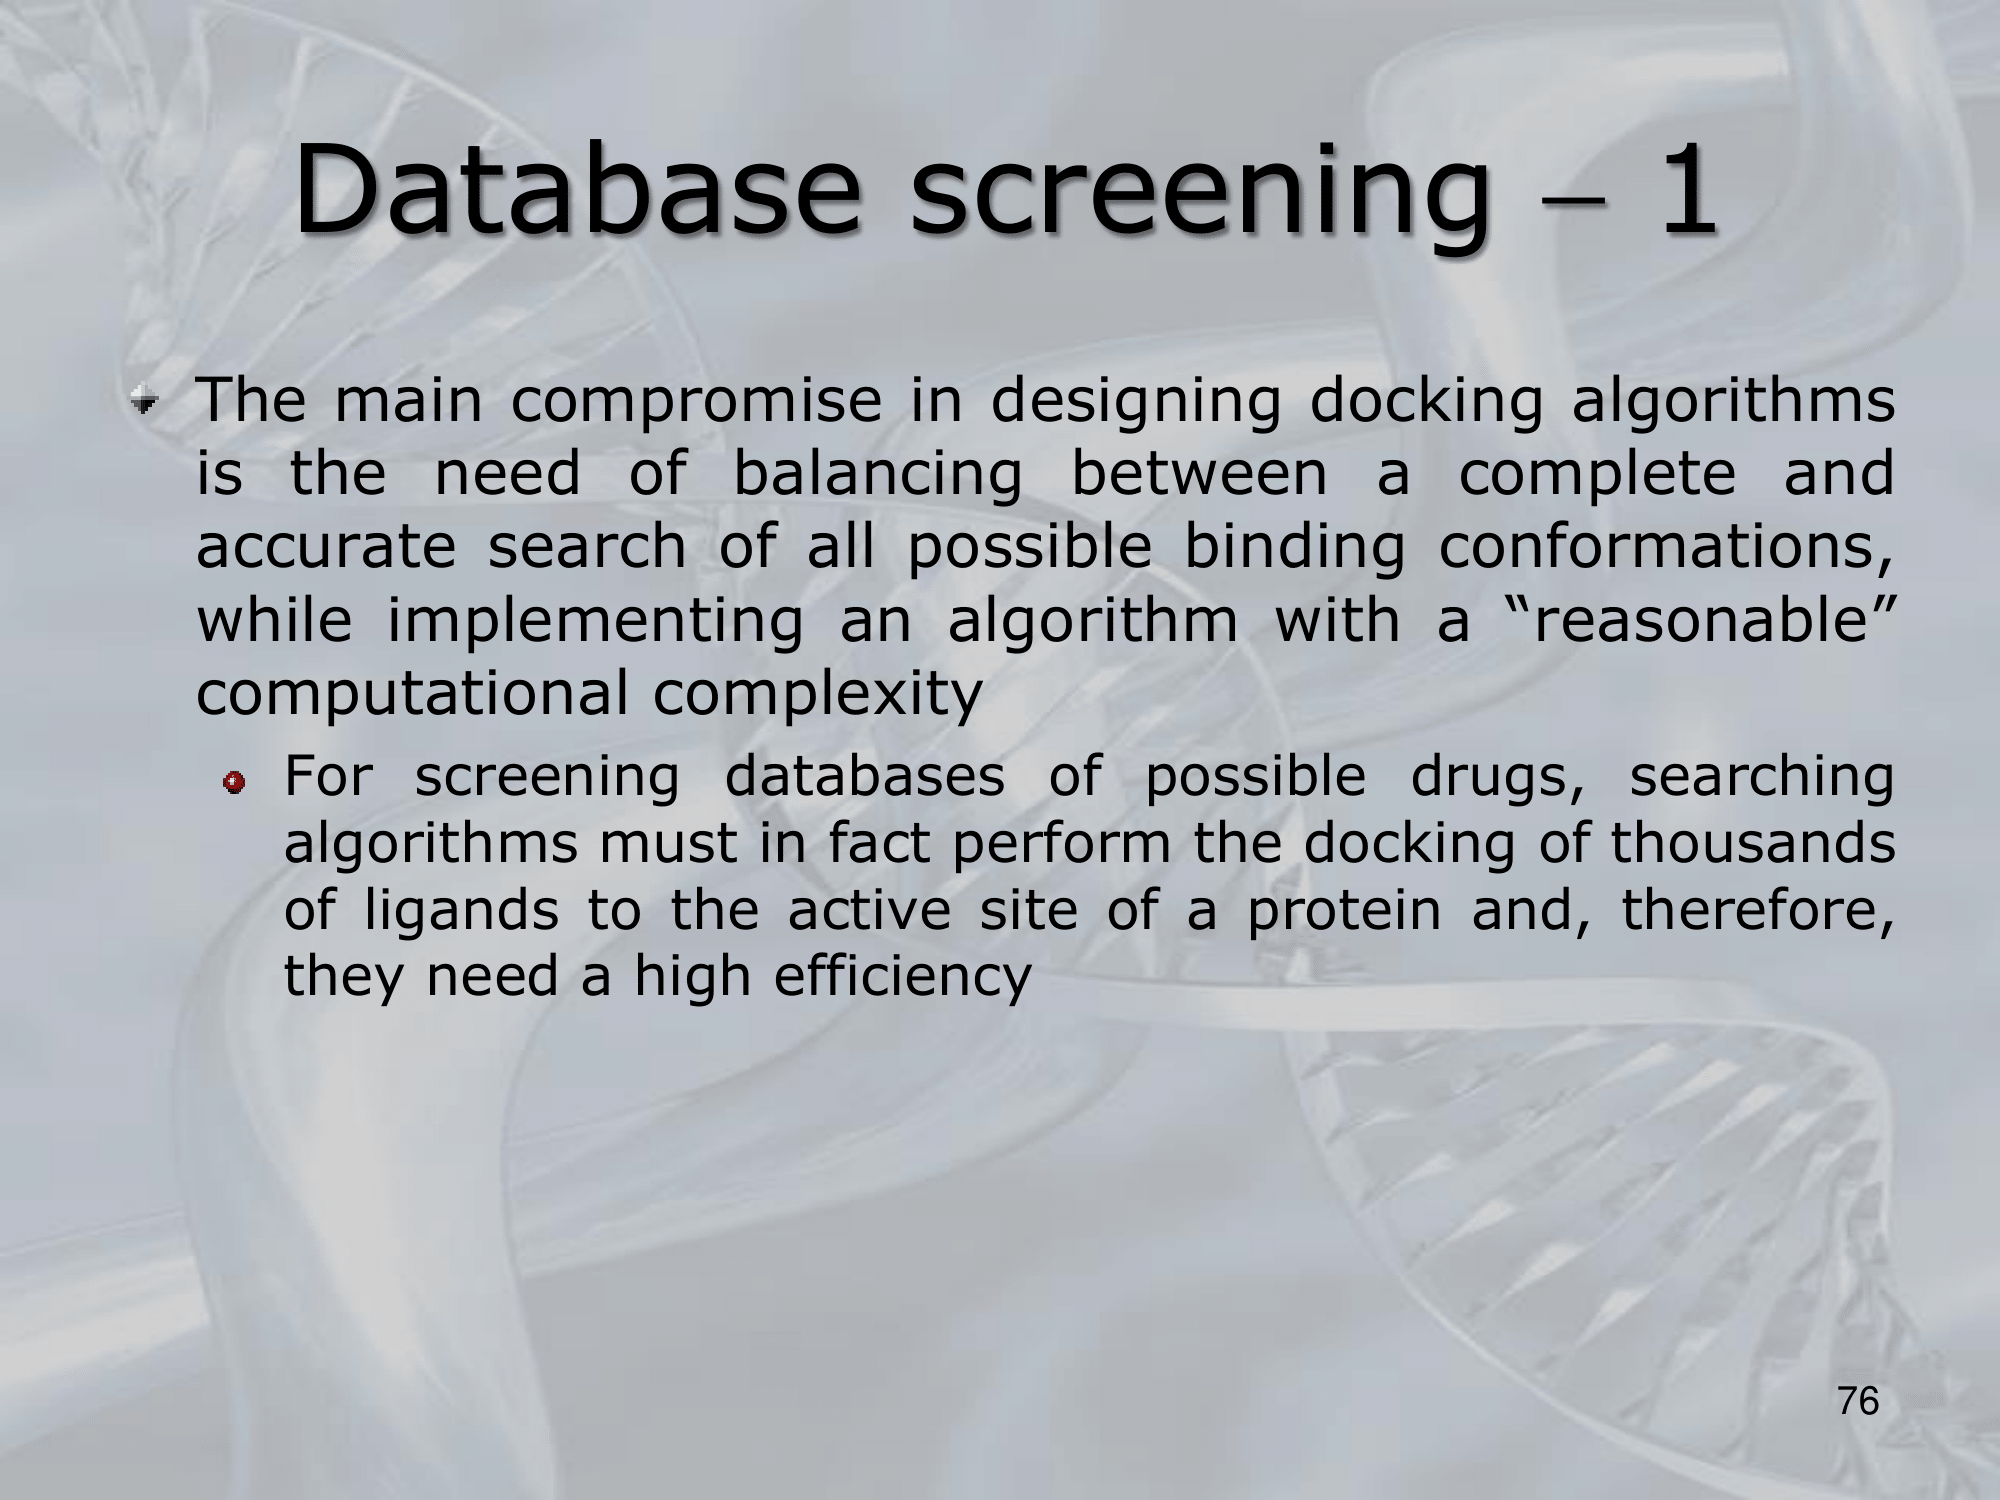 Database screening – 1
The main compromise in designing docking algorithms
is the need of balancing between a complete and
accurate search of all possible binding conformations,
while implementing an algorithm with a “reasonable”
computational complexity
For screening databases of possible drugs, searching
algorithms must in fact perform the docking of thousands
of ligands to the active site of a protein and, therefore,
they need a high efficiency
76